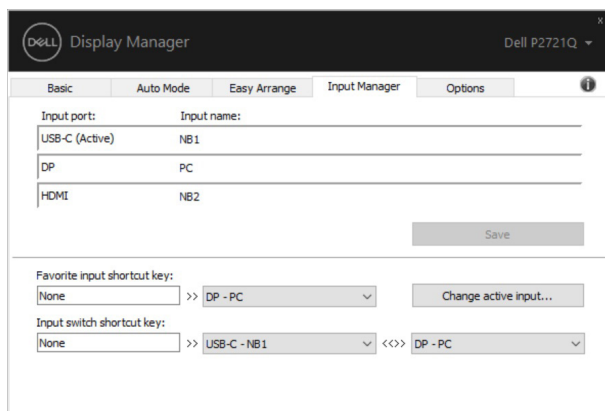 DELL Display Manager Dell P2721Q
x
Basic Auto Mode Easy Arrange Input Manager Options i
Input port: Input name:
USB-C (Active) NB1
DP PC
HDMI NB2
Save
Favorite input shortcut key:
None >> DP - PC Change active input...
Input switch shortcut key:
None >> USB-C - NB1 <<>> DP - PC